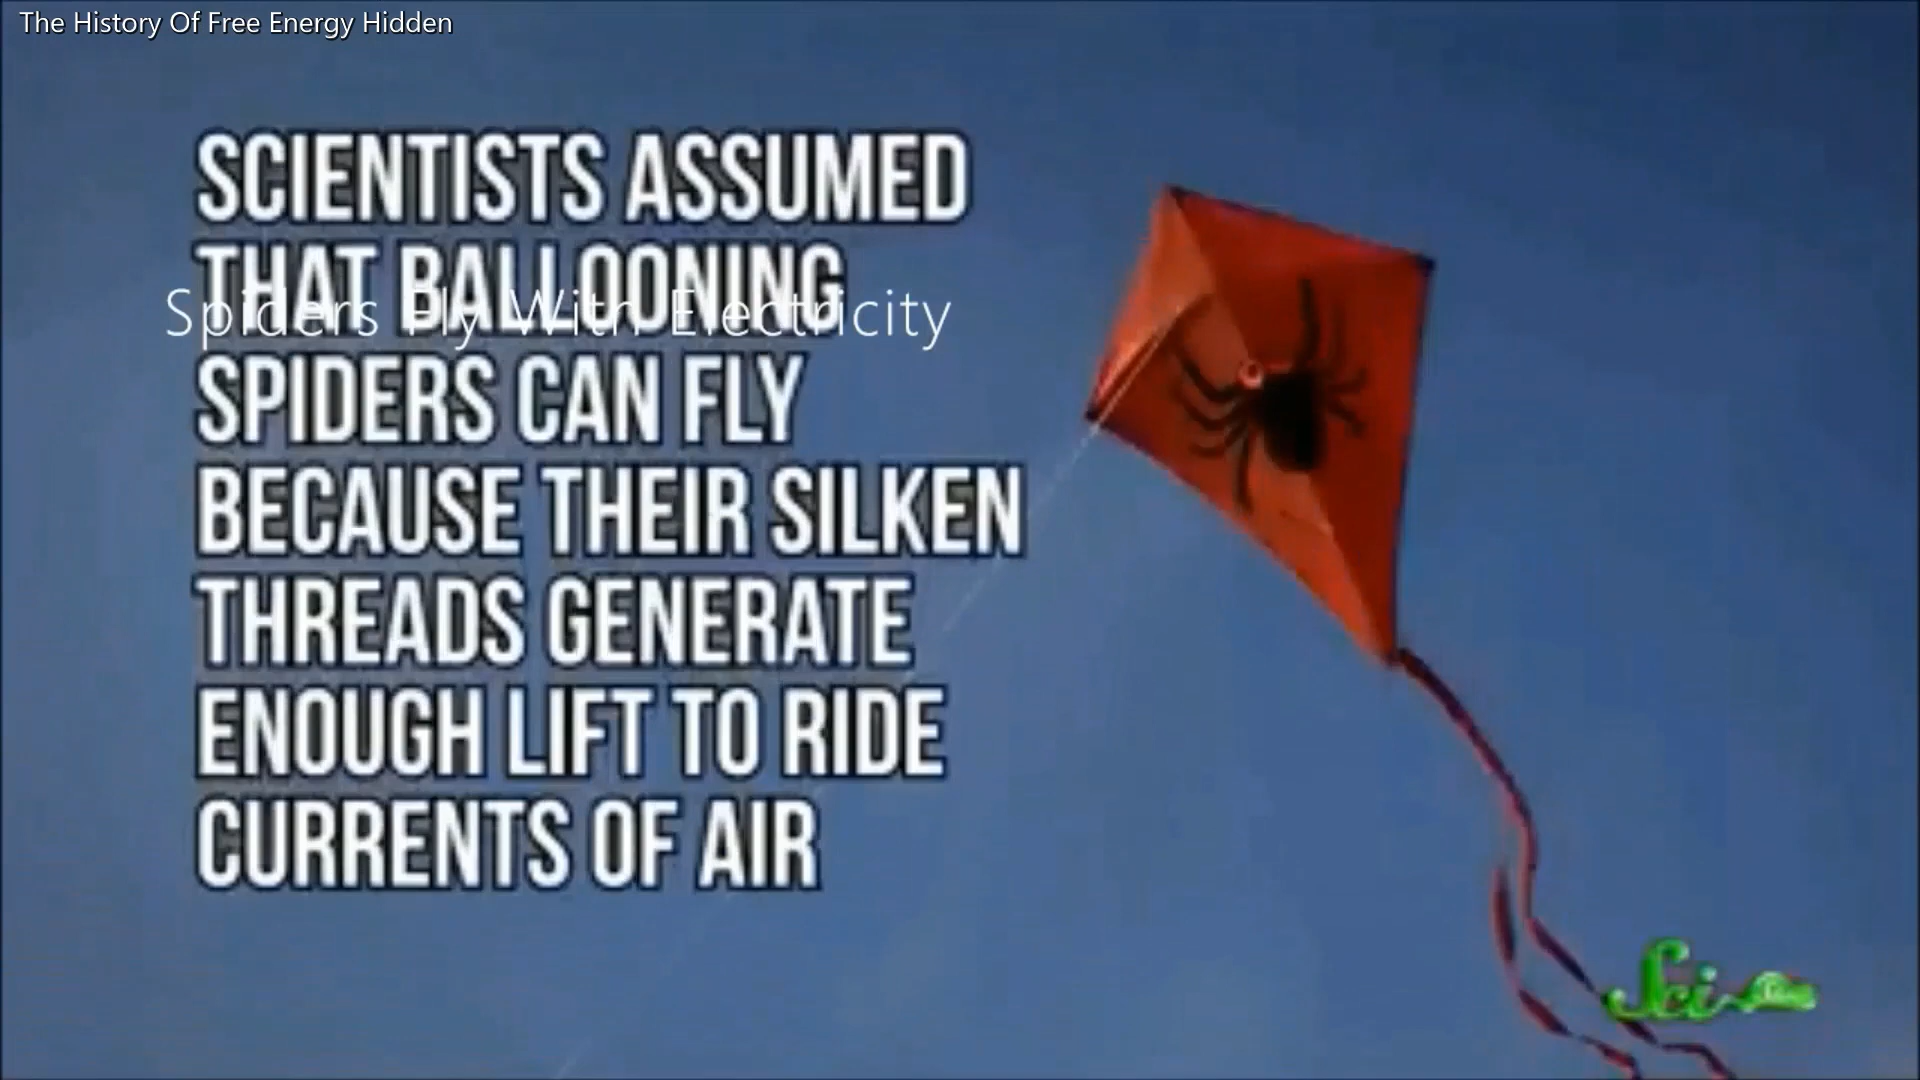 The History Of Free Energy Hidden
SCIENTISTS ASSUMED
THAT BALLOONING
Spiders Fly With Electricity
SPIDERS CAN FLY
BECAUSE THEIR SILKEN
THREADS GENERATE
ENOUGH LIFT TO RIDE
CURRENTS OF AIR
Sci